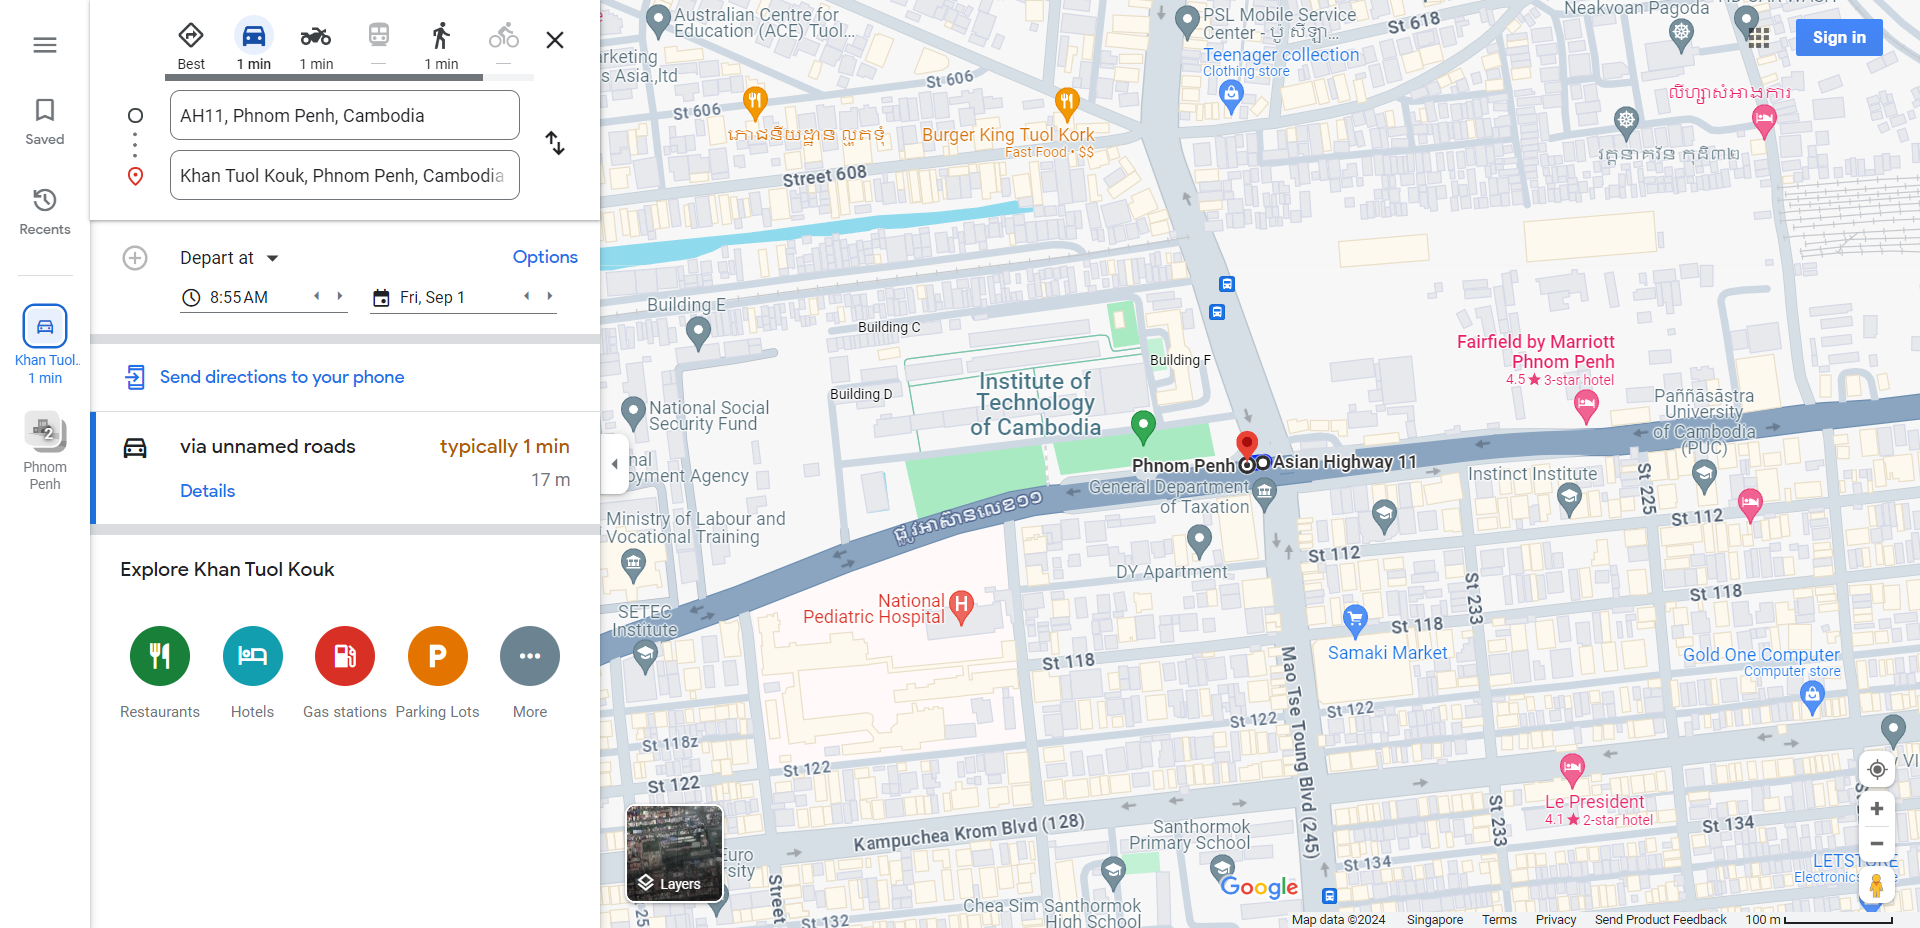 Saved
Recents
Khan Tuol..
1 min
2
Phnom
Penh
Best
1 min
1 min
—
1 min
—
AH11, Phnom Penh, Cambodia
Khan Tuol Kouk, Phnom Penh, Cambodia
Depart at
Options
8:55 AM
Fri, Sep 1
Send directions to your phone
via unnamed roads
typically 1 min
17 m
Details
Explore Khan Tuol Kouk
Restaurants
Hotels
Gas stations
Parking Lots
More
Layers
Australian Centre for
Education (ACE) Tuol...
arketing
s Asia.,ltd
St 606
St 606
PSL Mobile Service
Center - ប៉ូ សីឡា...
Teenager collection
Clothing store
St 618
Neakvoan Pagoda
Sign in
ភោជនីយដ្ឋាន ល្អូតទុំ
Burger King Tuol Kork
Fast Food • $$
លីហ្សាសំអាងការ
វត្តនាគវ័ន កុដិ៣២
Street 608
Building E
Building C
Building F
Building D
Institute of
Technology
of Cambodia
National Social
Security Fund
nal
oyment Agency
Fairfield by Marriott
Phnom Penh
4.5 ★ 3-star hotel
Paññāsāstra
University
of Cambodia
(PUC)
Phnom Penh
Asian Highway 11
General Department
of Taxation
Instinct Institute
St 225
St 112
St 112
ផ្លូវអាស៊ានលេខ១១
Ministry of Labour and
Vocational Training
DY Apartment
National
Pediatric Hospital
H
SETEC
Institute
St 233
St 118
St 118
St 118
Samaki Market
Gold One Computer
Computer store
Mao Tse Toung Blvd (245)
St 122
St 122
St 118z
St 122
St 122
Le President
4.1 ★ 2-star hotel
St 233
St 134
St 134
Kampuchea Krom Blvd (128)
Santhormok
Primary School
Euro
sity
Street
25
St 132
Chea Sim Santhormok
High School
LETSTORE
Electronics
Google
Map data ©2024
Singapore
Terms
Privacy
Send Product Feedback
100 m